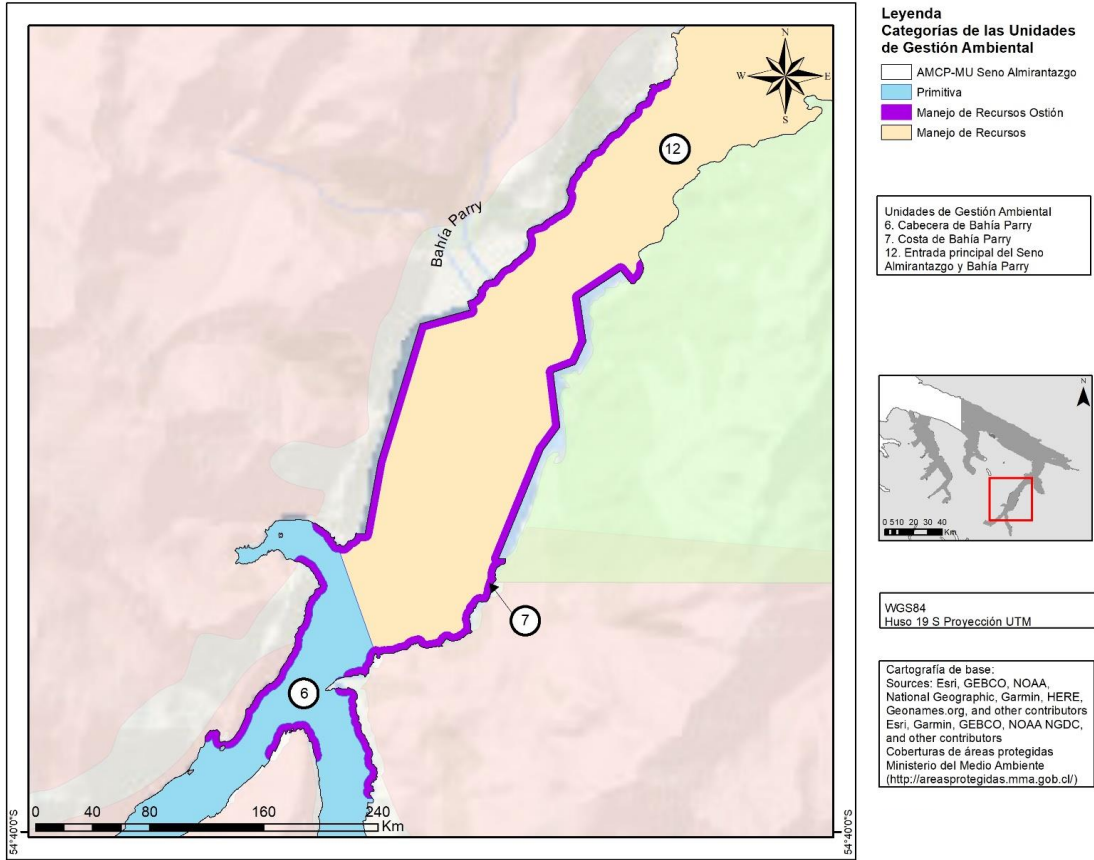 N
W
E
S
12
Bahía Parry
7
6
0
40
80
160
240
Km
54°40'0"S
54°40'0"S
Leyenda
Categorías de las Unidades
de Gestión Ambiental
AMCP-MU Seno Almirantazgo
Primitiva
Manejo de Recursos Ostión
Manejo de Recursos
Unidades de Gestión Ambiental
6. Cabecera de Bahía Parry
7. Costa de Bahía Parry
12. Entrada principal del Seno
Almirantazgo y Bahía Parry
N
0 510 20 30 40
Km
WGS84
Huso 19 S Proyección UTM
Cartografía de base:
Sources: Esri, GEBCO, NOAA,
National Geographic, Garmin, HERE,
Geonames.org, and other contributors
Esri, Garmin, GEBCO, NOAA NGDC,
and other contributors
Coberturas de áreas protegidas
Ministerio del Medio Ambiente
(http://areasprotegidas.mma.gob.cl/)